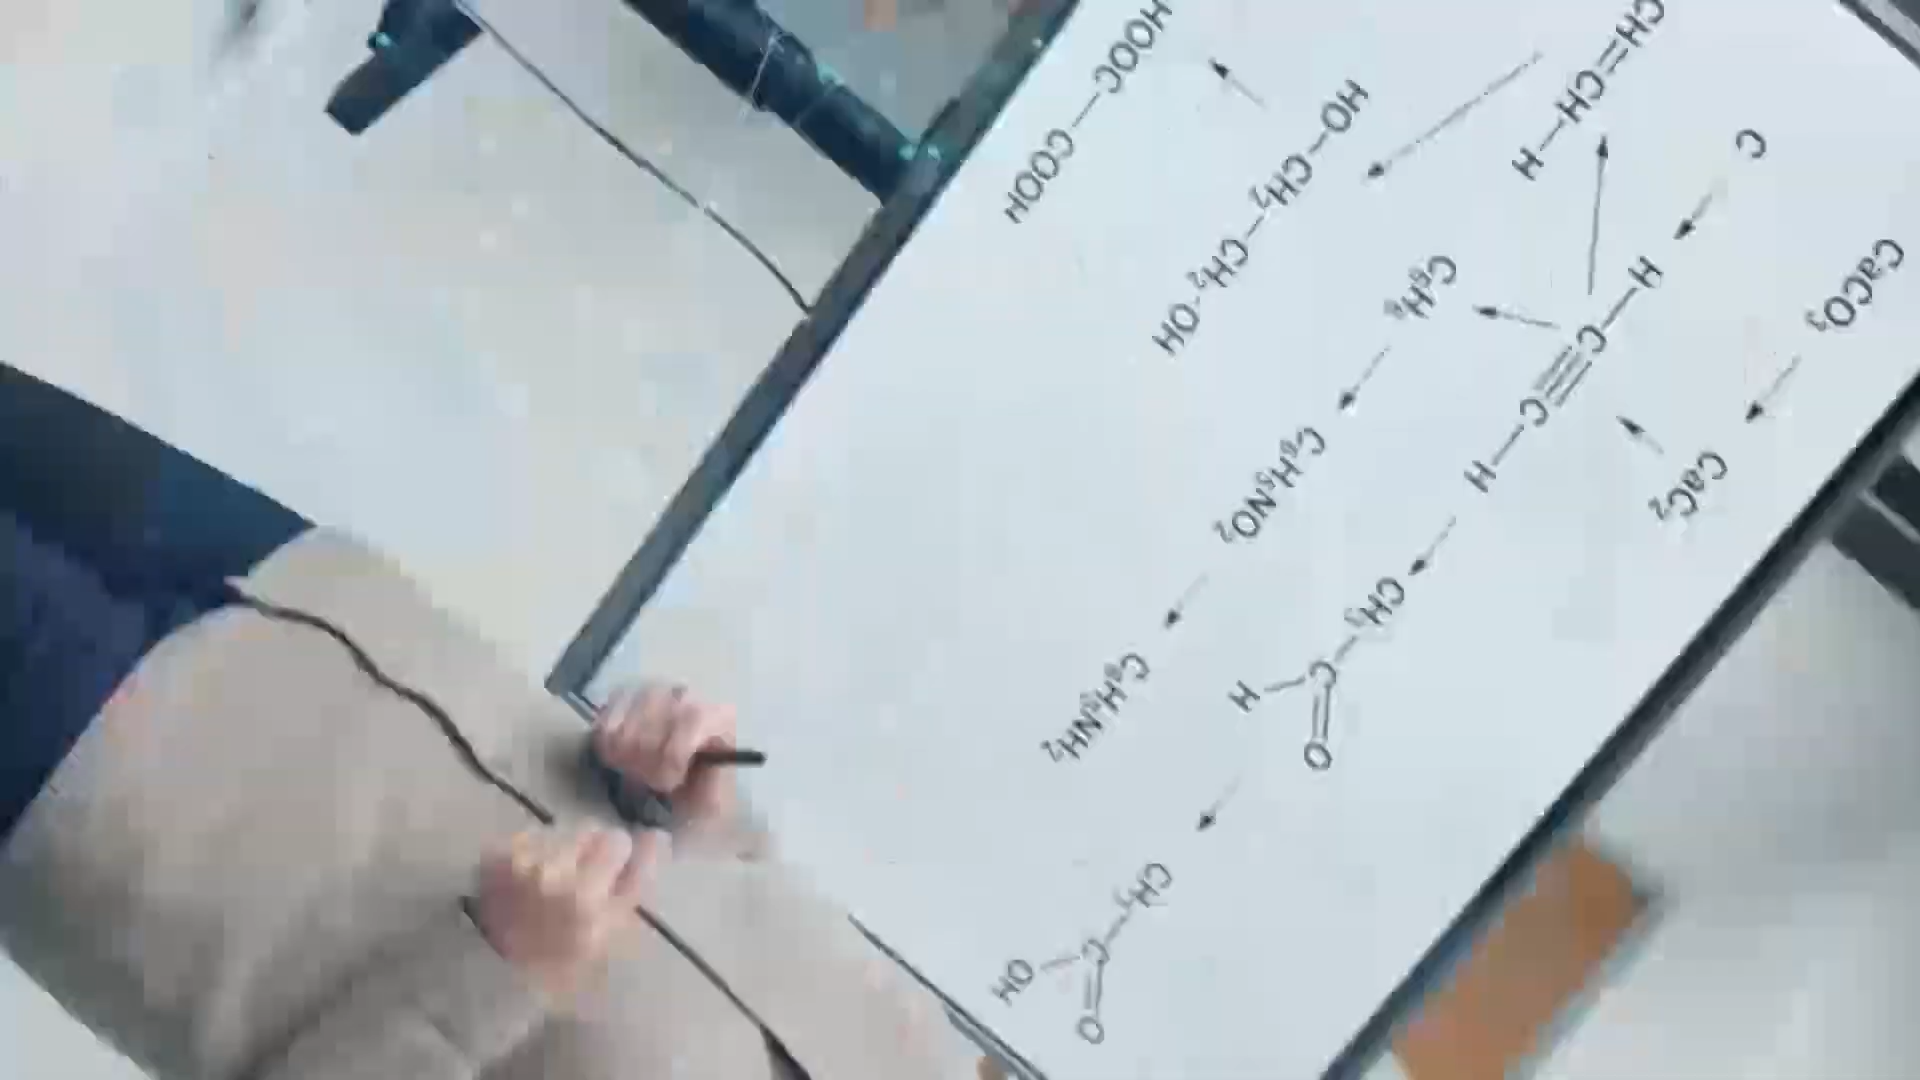 CaCO₃ → CaC₂
C → H–C≡C–H → CH₃–C(=O)–H → CH₃–C(=O)–OH
C₆H₆ → C₆H₅NO₂ → C₆H₅NH₂
CH=CH–H
HO–CH₂–CH₂–OH
HOOC–C–COOH